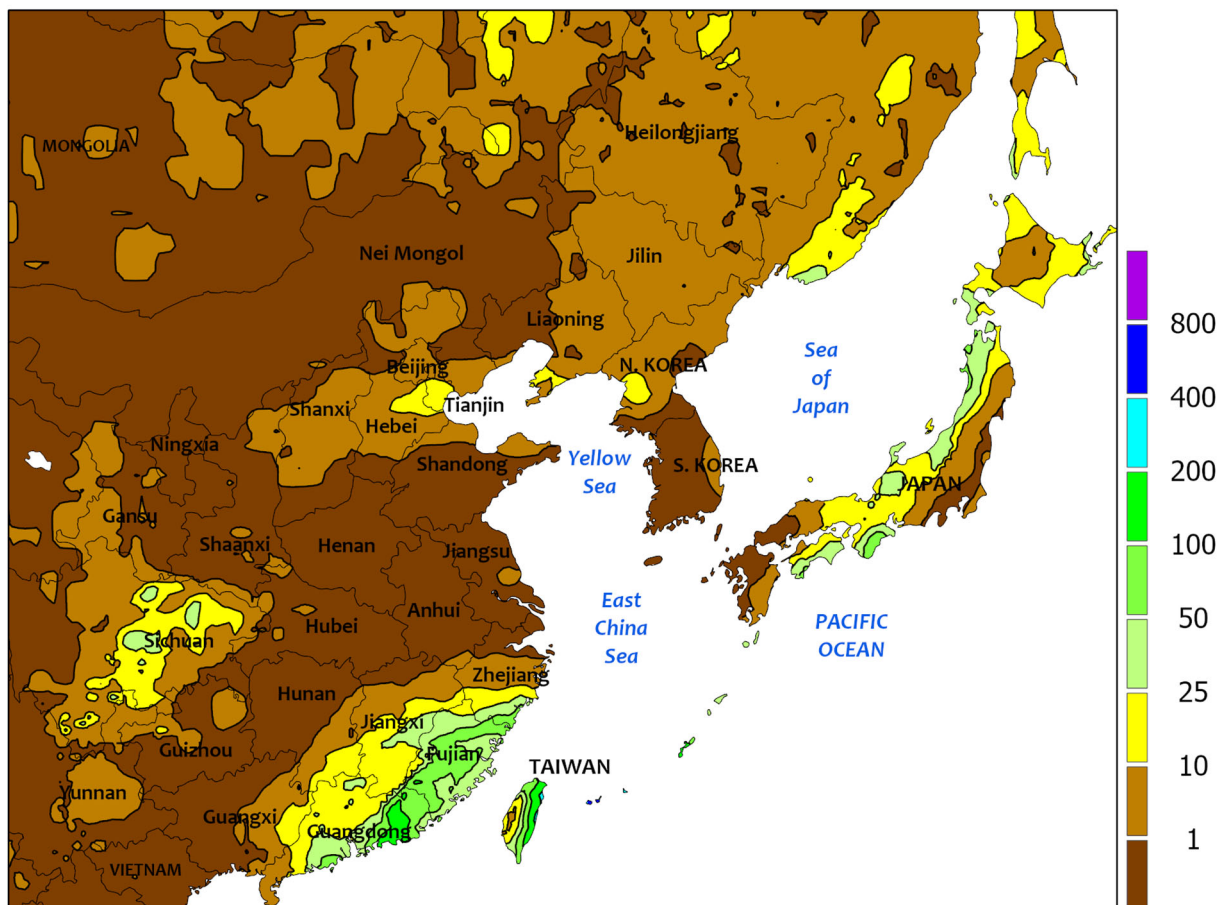 MONGOLIA
Heilongjiang
Nei Mongol
Jilin
Liaoning
Beijing
N. KOREA
Sea
of
Japan
800
400
200
100
50
25
10
1
Shanxi
Tianjin
Hebei
Ningxia
Shandong
Yellow
Sea
S. KOREA
JAPAN
Gansu
Shaanxi
Henan
Jiangsu
Anhui
Hubei
East
China
Sea
PACIFIC
OCEAN
Sichuan
Hunan
Zhejiang
Jiangxi
Guizhou
Fujian
TAIWAN
Yunnan
Guangxi
Guangdong
VIETNAM